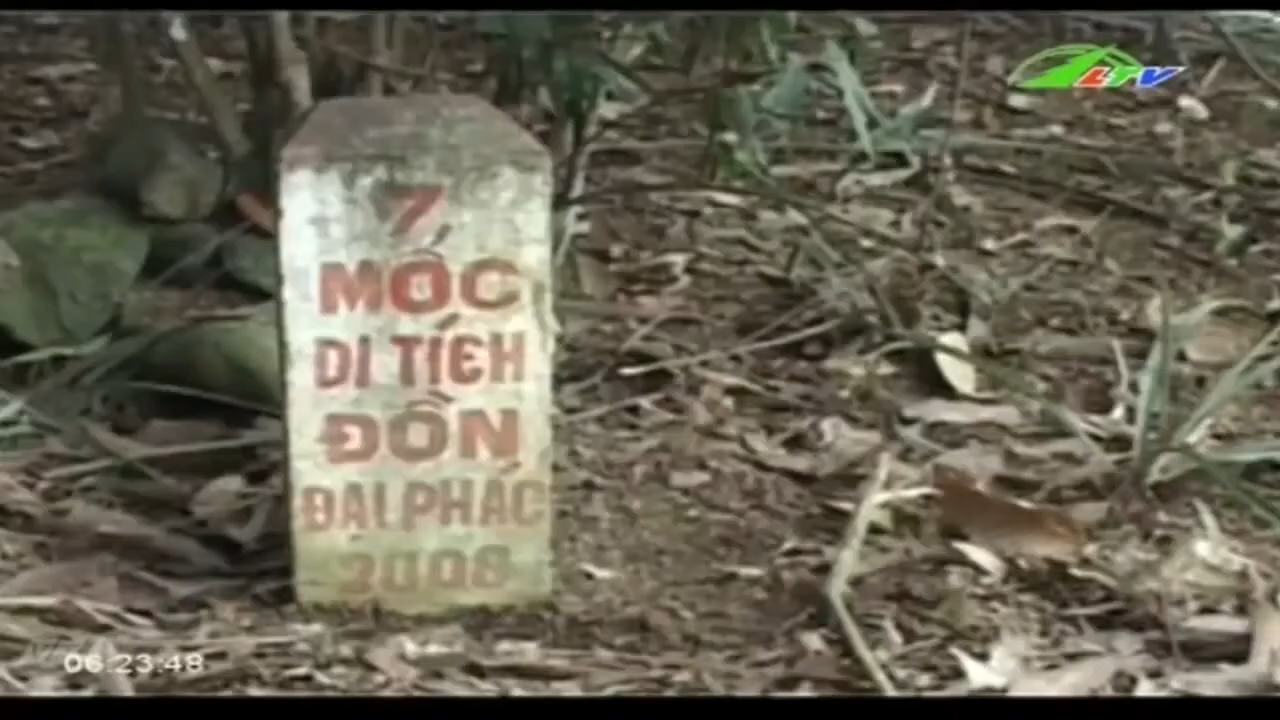 LTV
7
MỐC
DI TÍCH
ĐỒN
ĐẠI PHÁC
2008
06:23:48